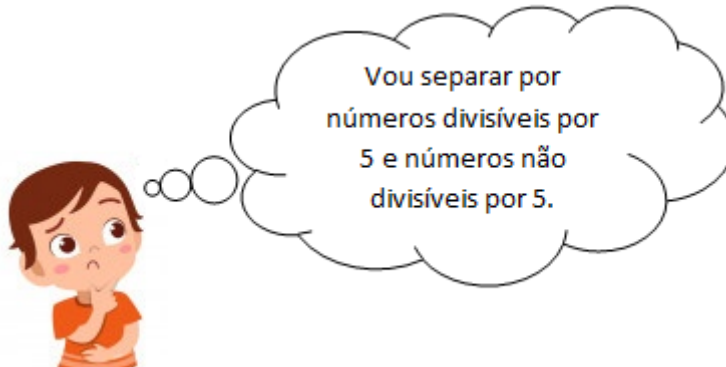 Vou separar por
números divisíveis por
5 e números não
divisíveis por 5.